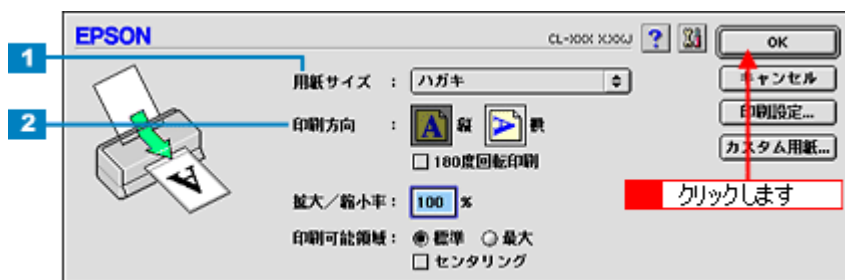 EPSON
CL-XXX X.XXJ ? OK
1
用紙サイズ : ハガキ
キャンセル
2
印刷方向 : A 縦 A 横
印刷設定...
180度回転印刷
カスタム用紙...
A
クリックします
拡大／縮小率 : 100 %
印刷可能領域 : 標準 最大
センタリング